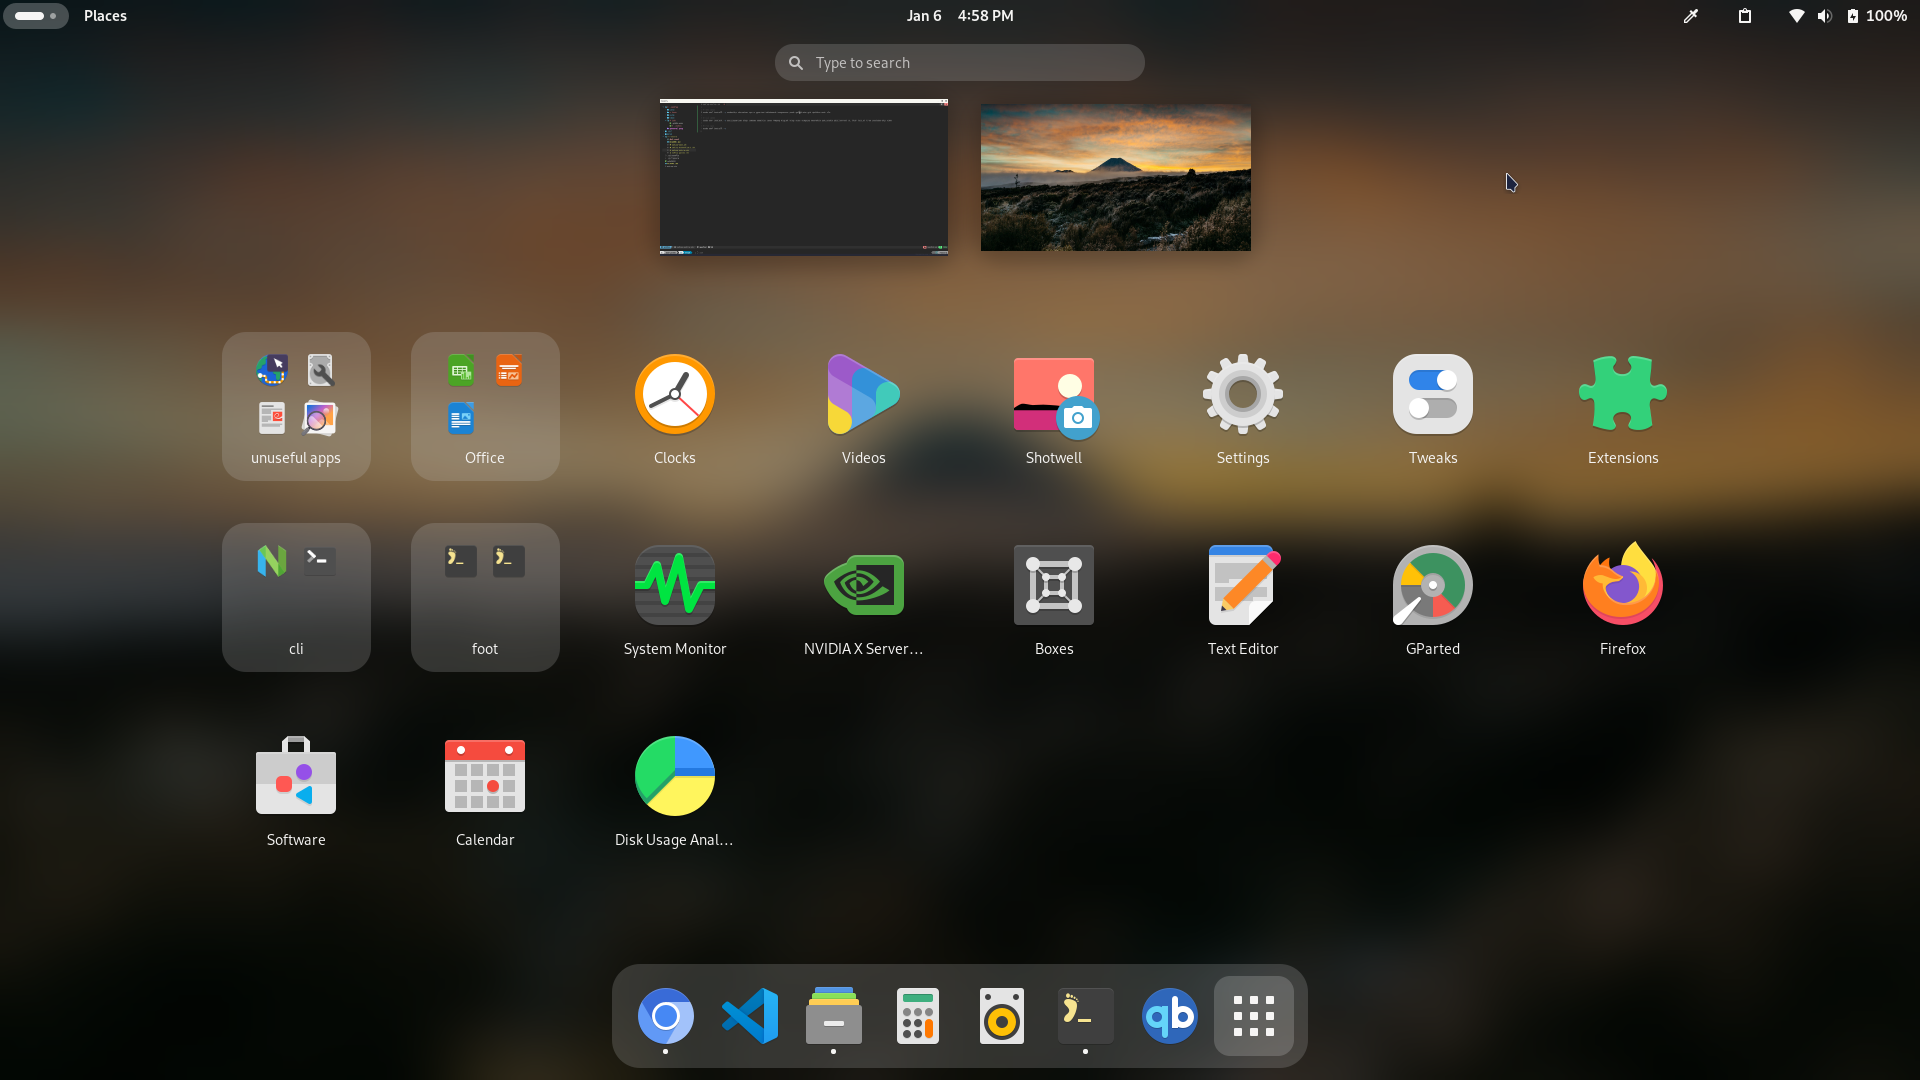 Places
Jan 6 4:58 PM
100%
Type to search
unuseful apps
Office
Clocks
Videos
Shotwell
Settings
Tweaks
Extensions
cli
foot
System Monitor
NVIDIA X Server...
Boxes
Text Editor
GParted
Firefox
Software
Calendar
Disk Usage Anal...
qb